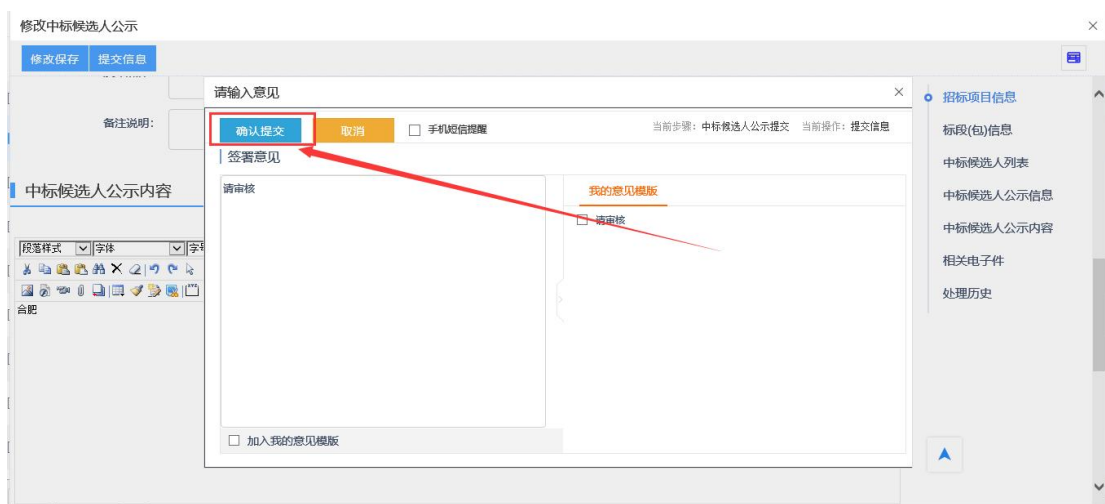 修改中标候选人公示
修改保存 提交信息
请输入意见
确认提交 取消 手机短信提醒 当前步骤：中标候选人公示提交 当前操作：提交信息
签署意见
请审核
我的意见模版
请审核
加入我的意见模版
备注说明：
中标候选人公示内容
段落样式 字体 字号
合肥
招标项目信息
标段(包)信息
中标候选人列表
中标候选人公示信息
中标候选人公示内容
相关电子件
处理历史